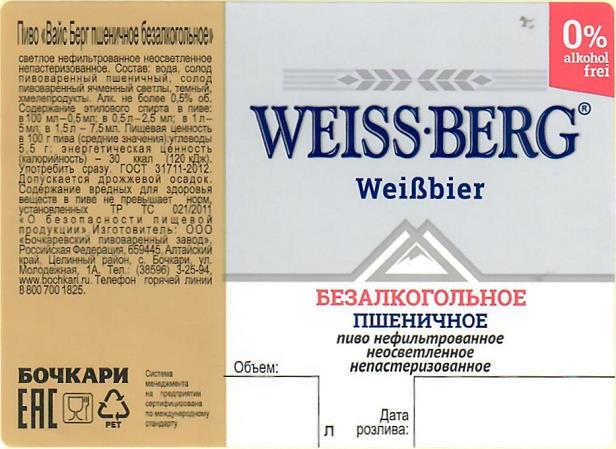 Пиво «Вайс Берг пшеничное безалкогольное»
светлое нефильтрованное неосветленное
непастеризованное. Состав: вода, солод
пивоваренный пшеничный, солод
пивоваренный ячменный светлы, темный,
хмелепродукты. Алк. не более 0,5% об.
Содержание этилового спирта в пиве:
в 100 мл – 0,5мл; в 0,5л – 2,5 мл; в 1л –
5 мл; в 1,5л – 7,5мл. Пищевая ценность
в 100 г пива (средние значения):углеводы
5,5 г; энергетическая ценность
(калорийность) – 30 ккал (120 кДж).
Употребить сразу. ГОСТ 31711-2012.
Допускается дрожжевой осадок.
Содержание вредных для здоровья
веществ в пиве не превышает норм,
установленных ТР ТС 021/2011
«О безопасности пищевой
продукции».Изготовитель: ООО
«Бочкаревский пивоваренный завод».
Российская Федерация, 659445, Алтайский
край, Целинный район, с. Бочкари, ул.
Молодежная, 1А, Тел.: (38596) 3-25-94,
www.bochkari.ru. Телефон горячей линии
8 800 700 1825.
БОЧКАРИ
EAC
PET
Система
менеджмента
на предприятии
сертифицирована
по международному
стандарту
0%
alkohol
frei
WEISS·BERG®
Weißbier
БЕЗАЛКОГОЛЬНОЕ
ПШЕНИЧНОЕ
пиво нефильтрованное
неосветленное
непастеризованное
Объем:
л
Дата
розлива: